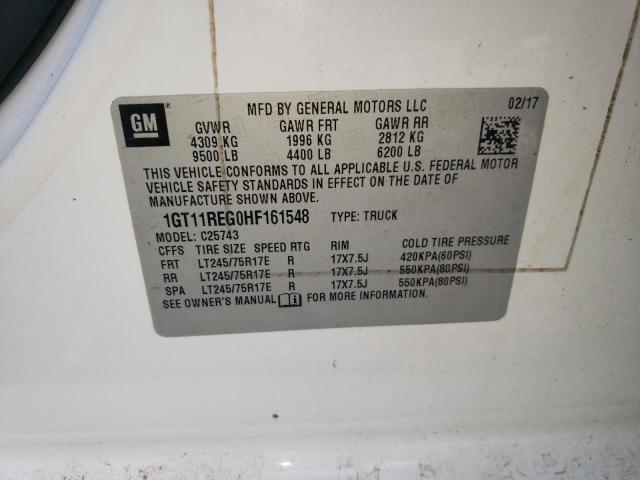 GM
MFD BY GENERAL MOTORS LLC 02/17
GVWR GAWR FRT GAWR RR
4309 KG 1996 KG 2812 KG
9500 LB 4400 LB 6200 LB
THIS VEHICLE CONFORMS TO ALL APPLICABLE U.S. FEDERAL MOTOR
VEHICLE SAFETY STANDARDS IN EFFECT ON THE DATE OF
MANUFACTURE SHOWN ABOVE.
1GT11REG0HF161548 TYPE: TRUCK
MODEL: C25743
CFFS TIRE SIZE SPEED RTG RIM COLD TIRE PRESSURE
FRT LT245/75R17E R 17X7.5J 420KPA(60PSI)
RR LT245/75R17E R 17X7.5J 550KPA(80PSI)
SPA LT245/75R17E R 17X7.5J 550KPA(80PSI)
SEE OWNER'S MANUAL FOR MORE INFORMATION.